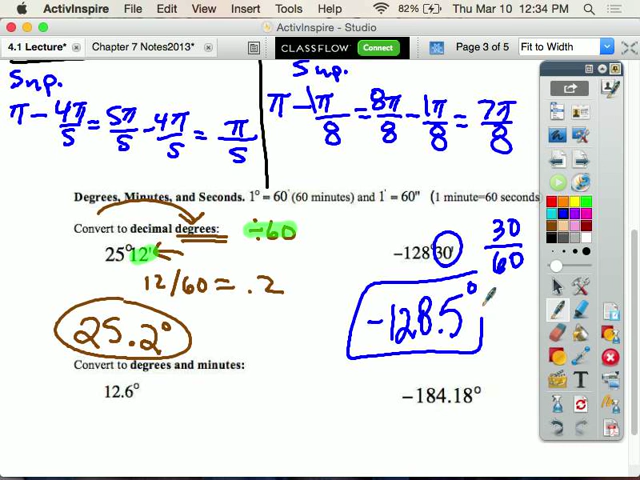 ActivInspire File Edit View Insert Tools Help 82% 12:34 PM
ActivInspire - Studio
4.1 Lecture* × Chapter 7 Notes2013* × CLASSFLOW Connect Page 3 of 5 Fit to Width
Sup.
π - 4π/5 = 5π/5 - 4π/5 = π/5
Sup.
π - 1π/8 = 8π/8 - 1π/8 = 7π/8
Degrees, Minutes, and Seconds. 1° = 60' (60 minutes) and 1' = 60" (1 minute=60 seconds
Convert to decimal degrees: ÷60
25°12'
12/60 = .2
25.2°
-128°30'
30/60
-128.5°
Convert to degrees and minutes:
12.6°
-184.18°